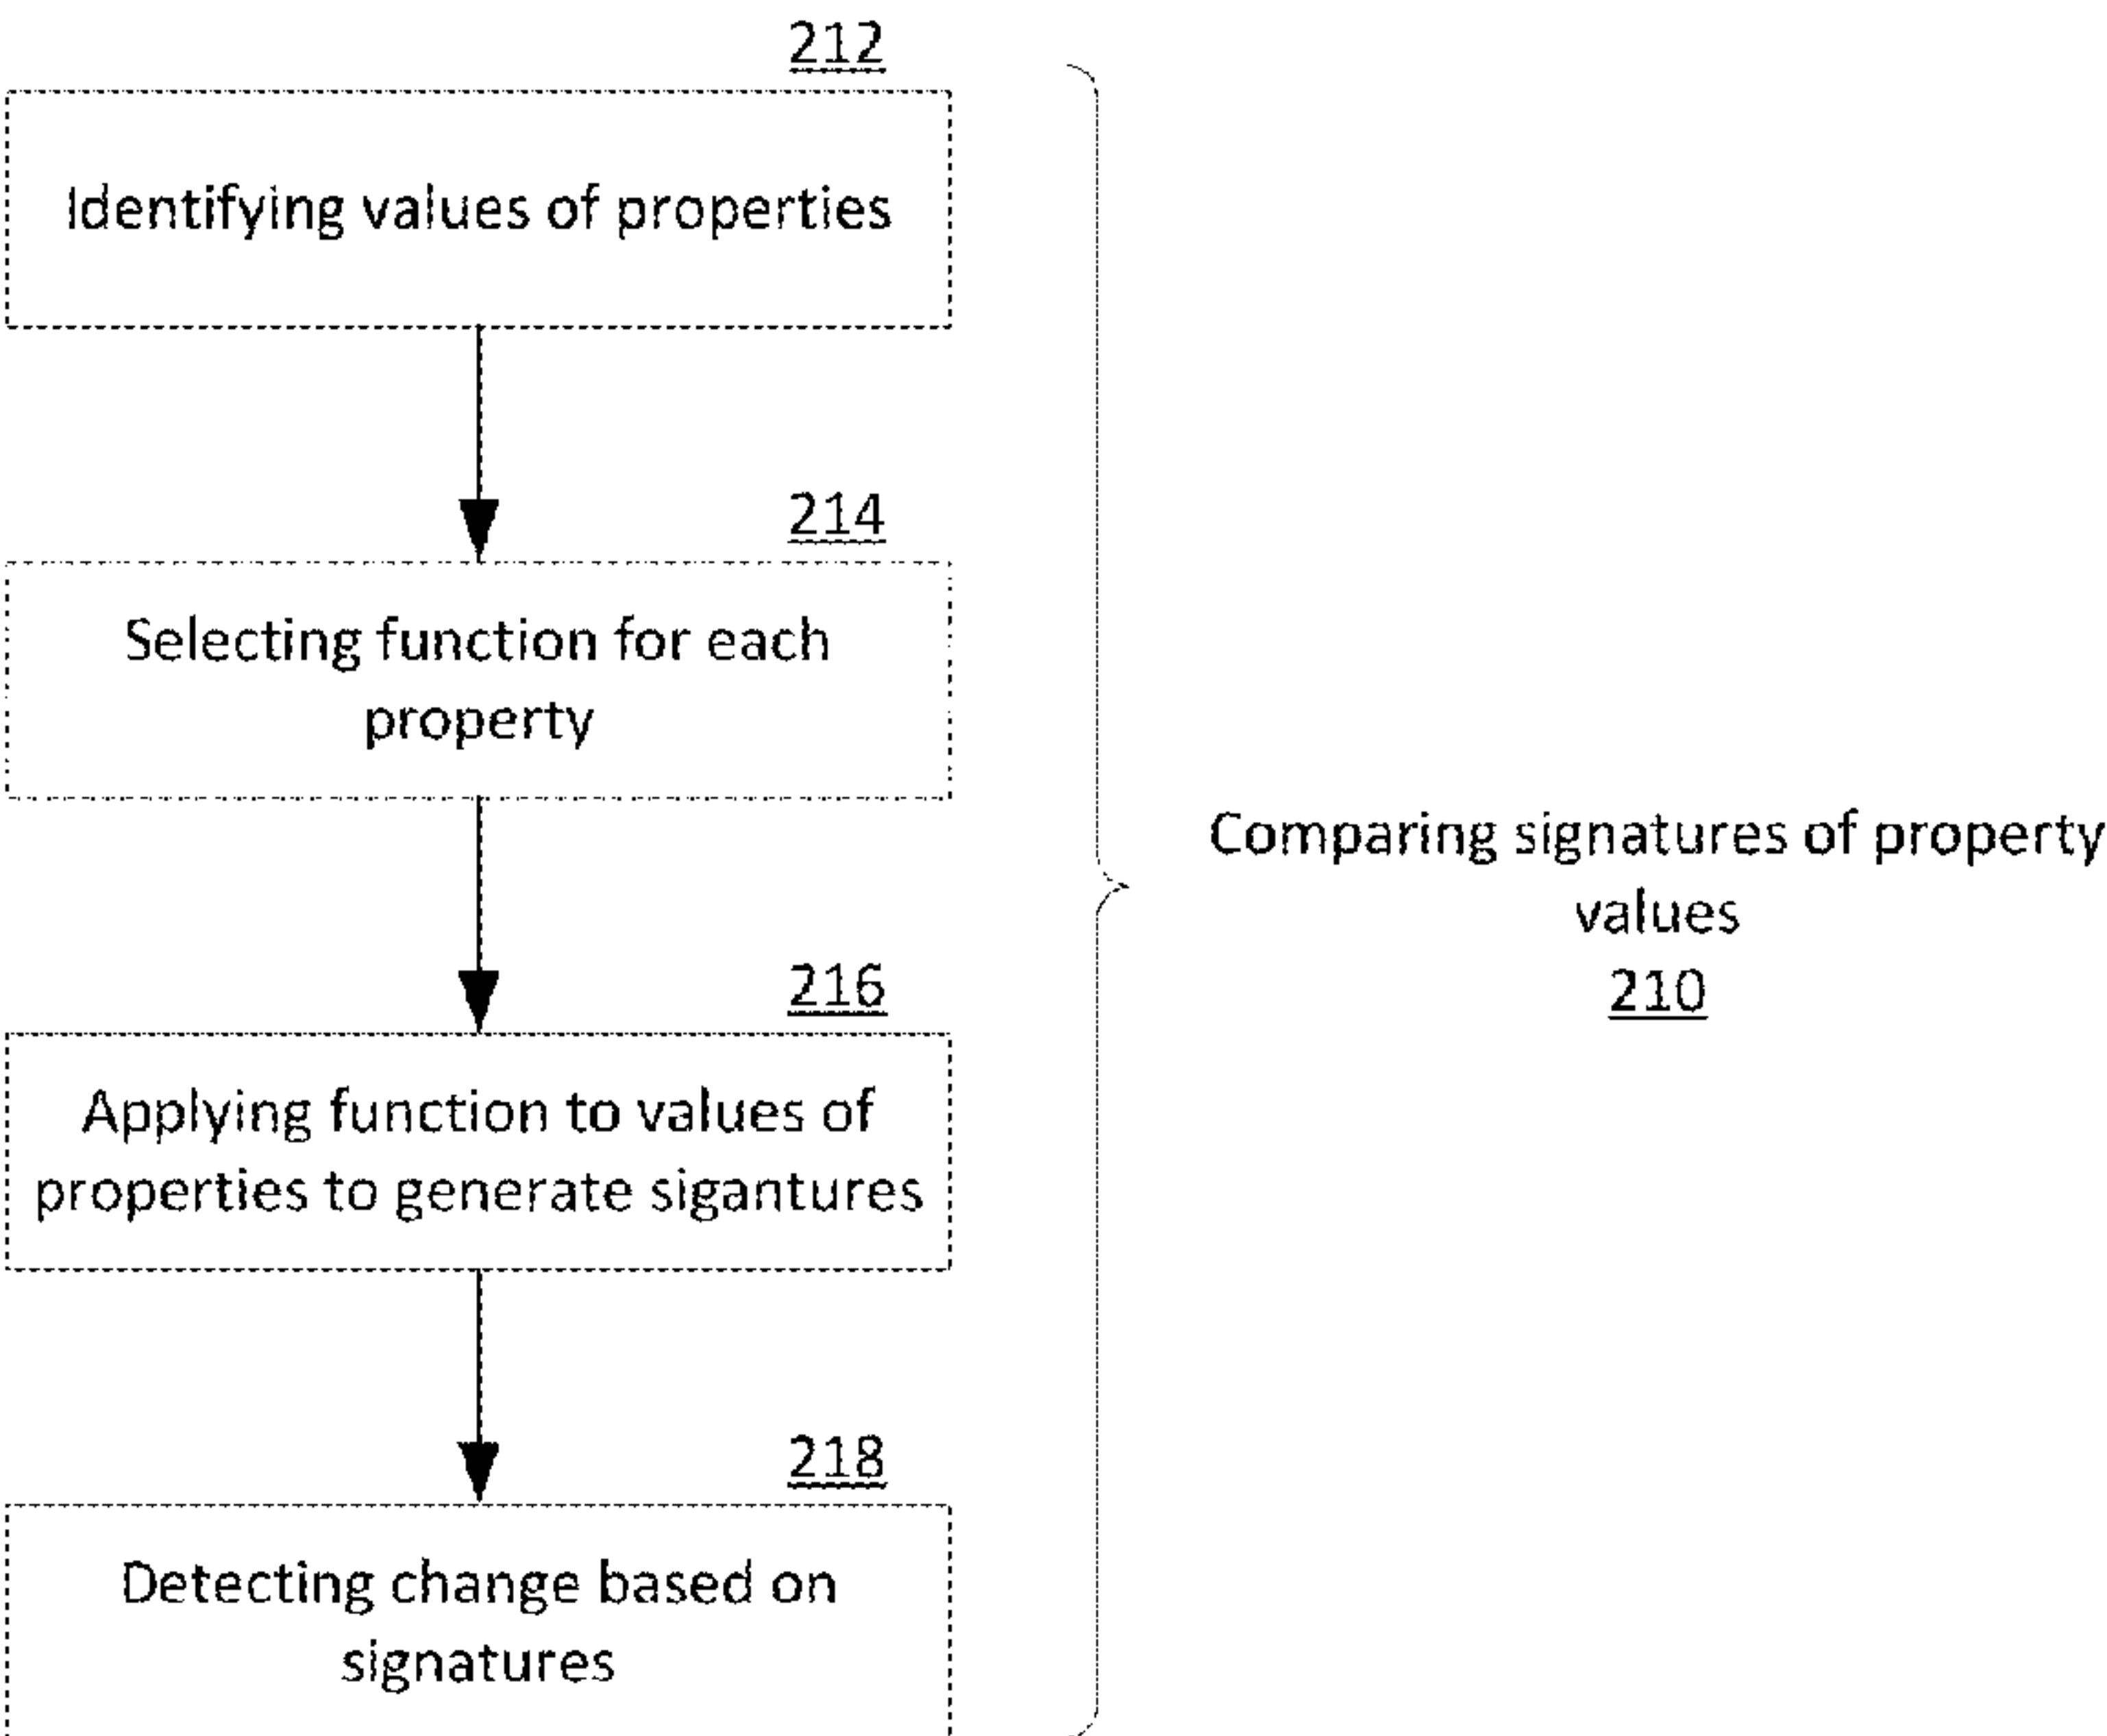 212
Identifying values of properties
214
Selecting function for each
property
216
Applying function to values of
properties to generate sigantures
218
Detecting change based on
signatures
Comparing signatures of property
values
210